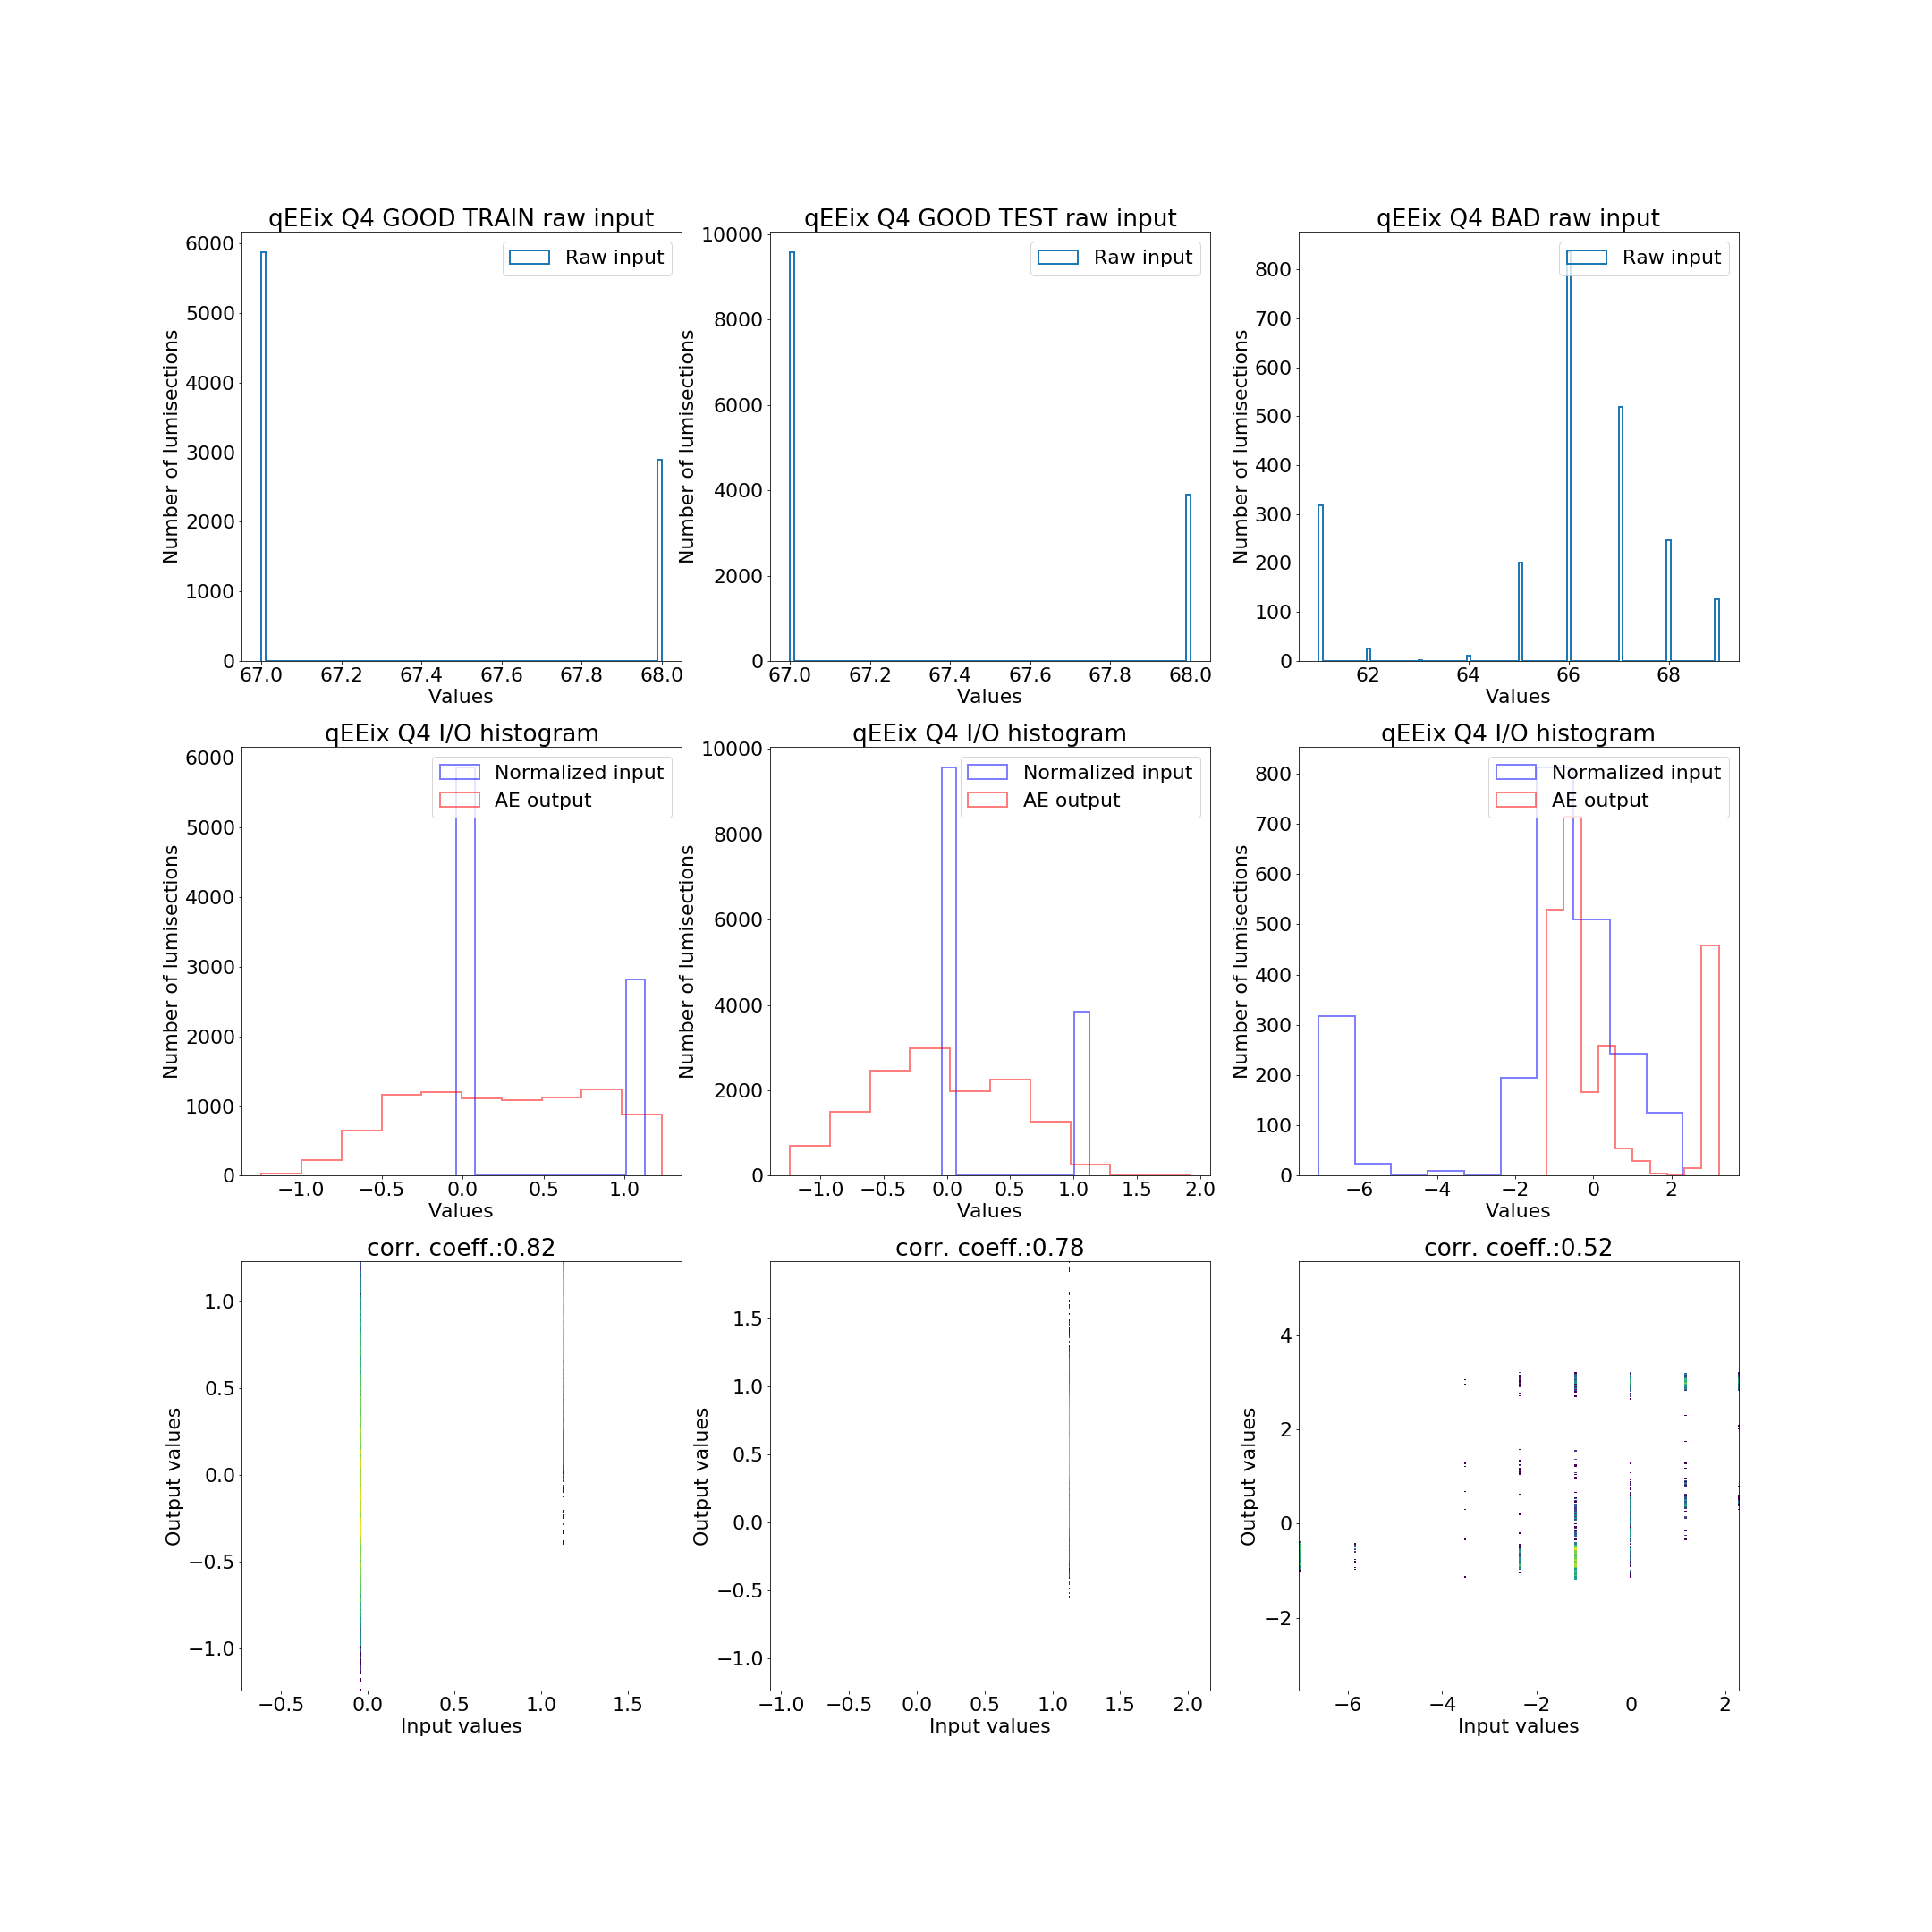 qEEix Q4 GOOD TRAIN raw input
Raw input
Number of lumisections
6000
5000
4000
3000
2000
1000
0
67.0 67.2 67.4 67.6 67.8 68.0
Values
qEEix Q4 GOOD TEST raw input
Raw input
Number of lumisections
10000
8000
6000
4000
2000
0
67.0 67.2 67.4 67.6 67.8 68.0
Values
qEEix Q4 BAD raw input
Raw input
Number of lumisections
800
700
600
500
400
300
200
100
0
62 64 66 68
Values
qEEix Q4 I/O histogram
Normalized input
AE output
Number of lumisections
6000
5000
4000
3000
2000
1000
0
−1.0 −0.5 0.0 0.5 1.0
Values
qEEix Q4 I/O histogram
Normalized input
AE output
Number of lumisections
10000
8000
6000
4000
2000
0
−1.0 −0.5 0.0 0.5 1.0 1.5 2.0
Values
qEEix Q4 I/O histogram
Normalized input
AE output
Number of lumisections
800
700
600
500
400
300
200
100
0
−6 −4 −2 0 2
Values
corr. coeff.:0.82
Output values
1.0
0.5
0.0
−0.5
−1.0
−0.5 0.0 0.5 1.0 1.5
Input values
corr. coeff.:0.78
Output values
1.5
1.0
0.5
0.0
−0.5
−1.0
−1.0 −0.5 0.0 0.5 1.0 1.5 2.0
Input values
corr. coeff.:0.52
Output values
4
2
0
−2
−6 −4 −2 0 2
Input values